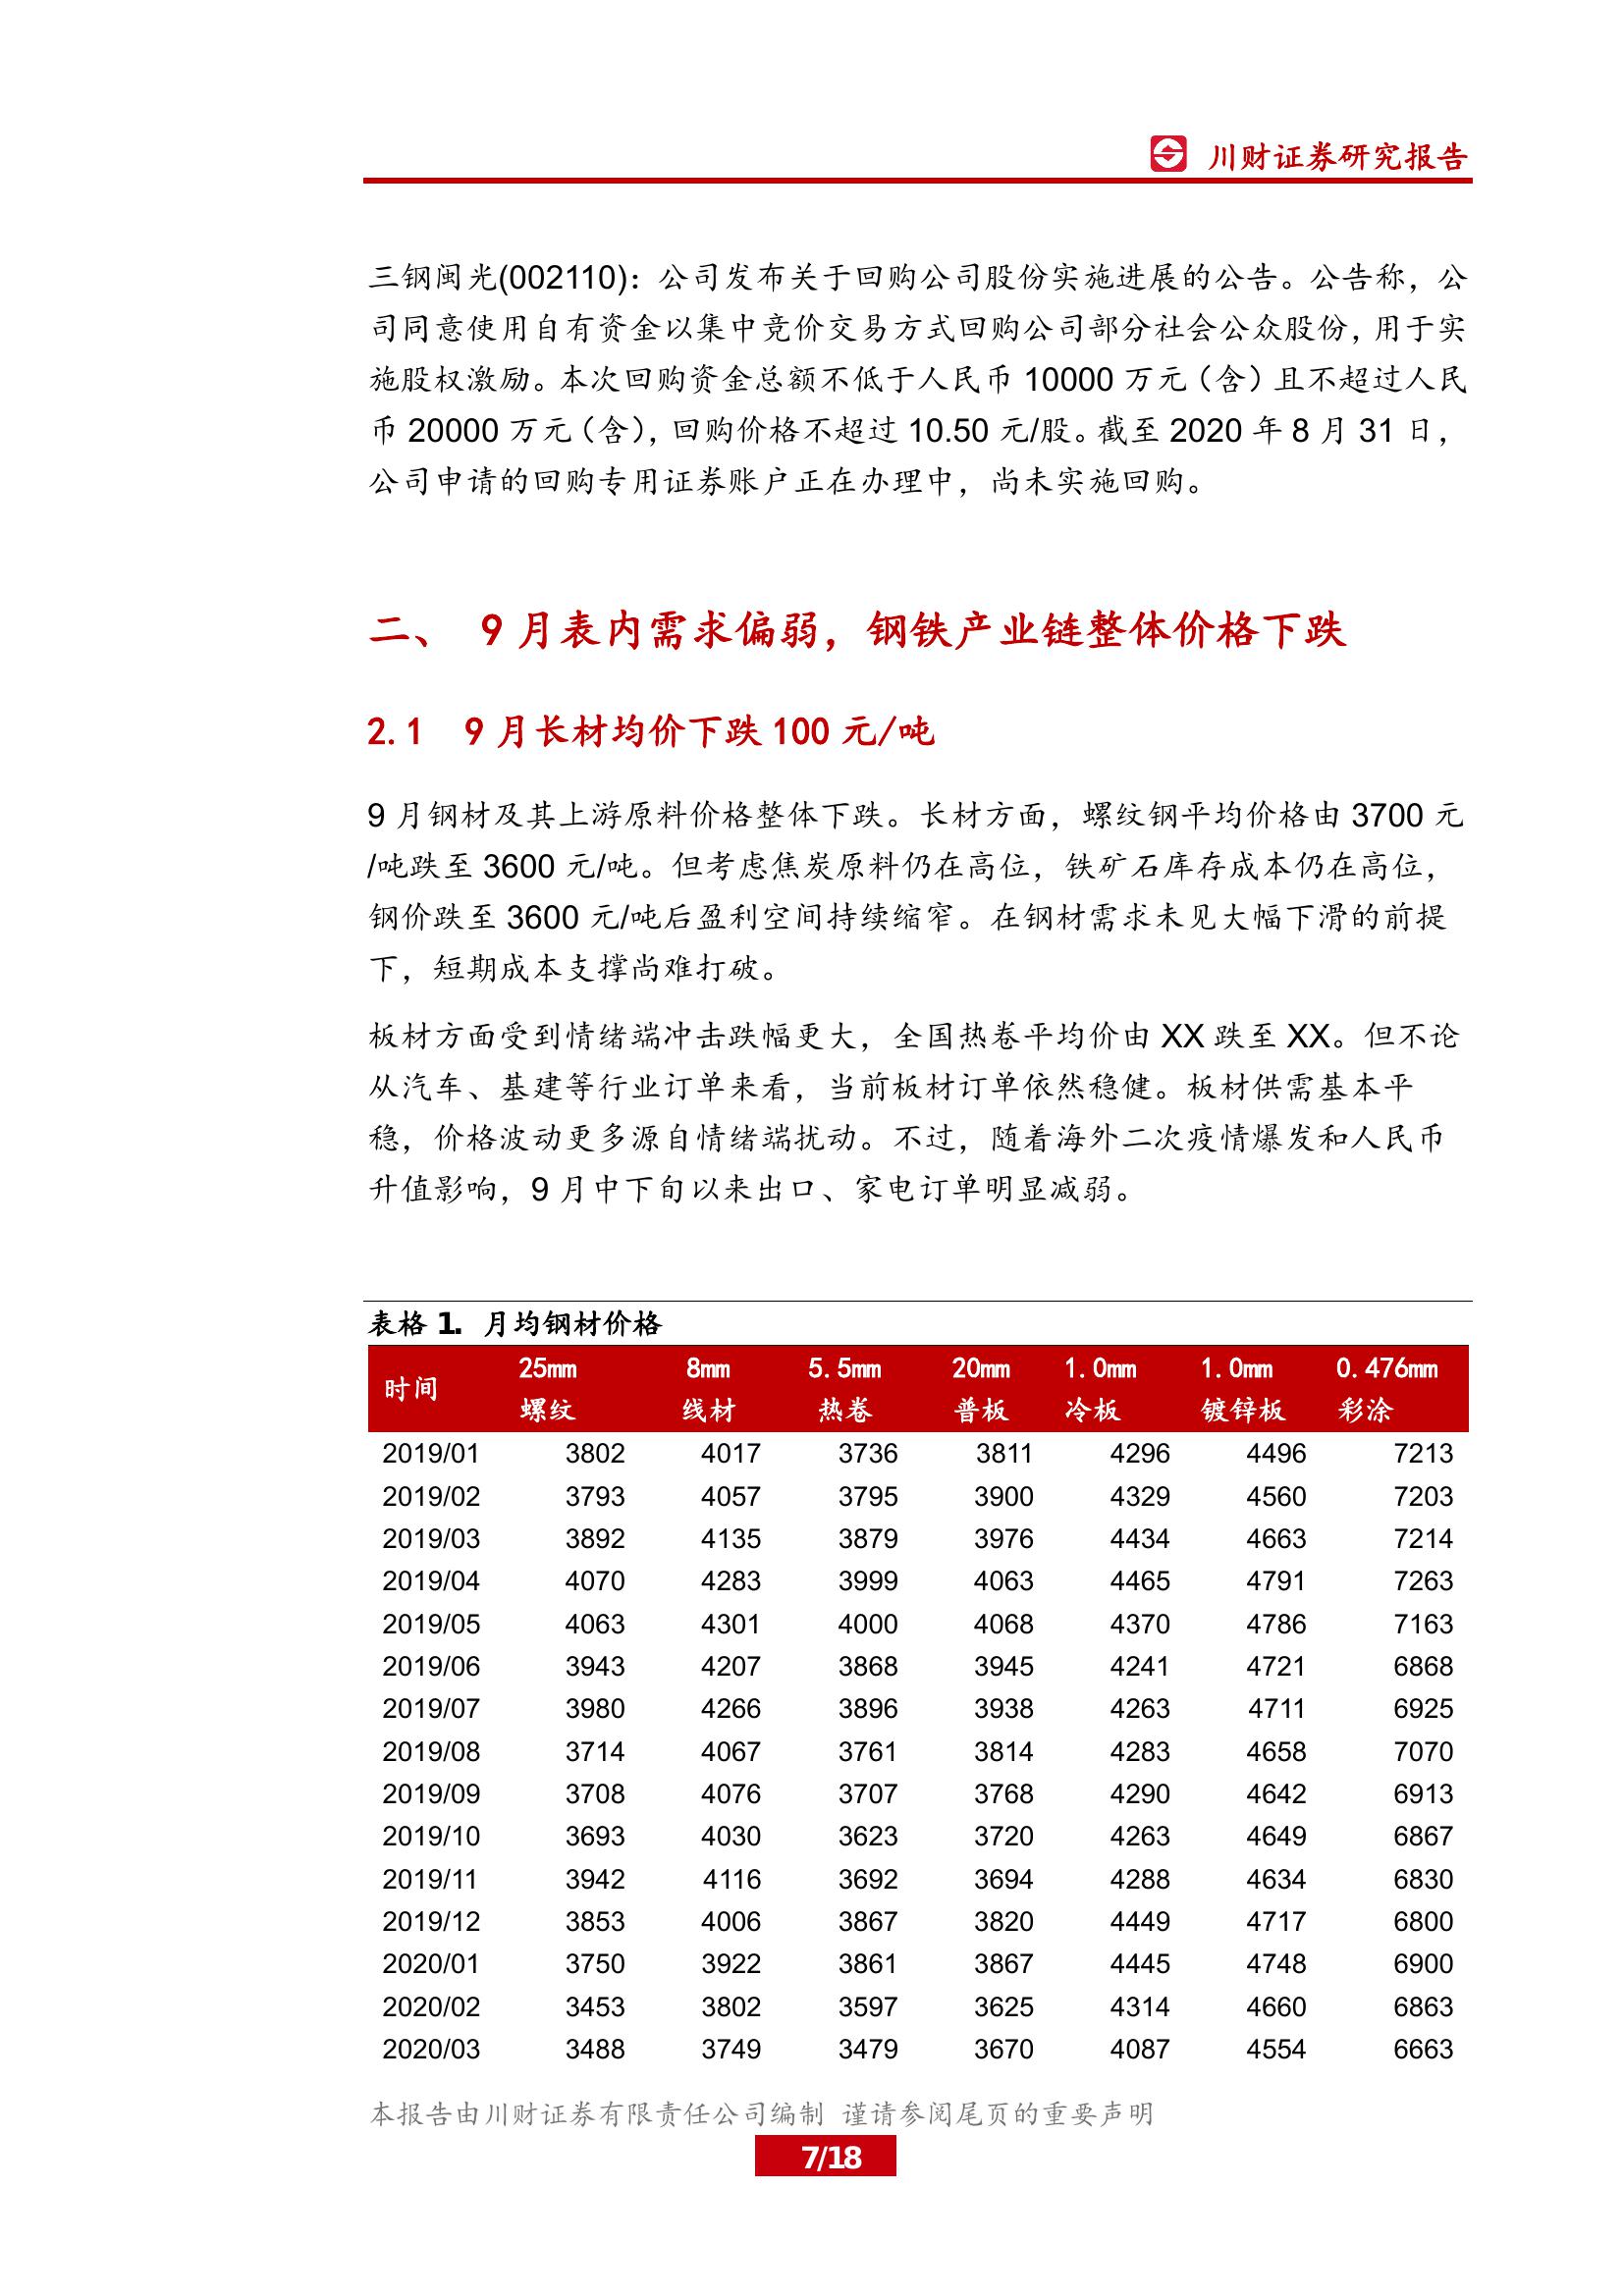 川财证券研究报告
三钢闽光(002110)：公司发布关于回购公司股份实施进展的公告。公告称，公
司同意使用自有资金以集中竞价交易方式回购公司部分社会公众股份，用于实
施股权激励。本次回购资金总额不低于人民币 10000 万元（含）且不超过人民
币 20000 万元（含），回购价格不超过 10.50 元/股。截至 2020 年 8 月 31 日，
公司申请的回购专用证券账户正在办理中，尚未实施回购。
二、 9 月表内需求偏弱，钢铁产业链整体价格下跌
2.1 9 月长材均价下跌 100 元/吨
9 月钢材及其上游原料价格整体下跌。长材方面，螺纹钢平均价格由 3700 元
/吨跌至 3600 元/吨。但考虑焦炭原料仍在高位，铁矿石库存成本仍在高位，
钢价跌至 3600 元/吨后盈利空间持续缩窄。在钢材需求未见大幅下滑的前提
下，短期成本支撑尚难打破。
板材方面受到情绪端冲击跌幅更大，全国热卷平均价由 XX 跌至 XX。但不论
从汽车、基建等行业订单来看，当前板材订单依然稳健。板材供需基本平
稳，价格波动更多源自情绪端扰动。不过，随着海外二次疫情爆发和人民币
升值影响，9 月中下旬以来出口、家电订单明显减弱。
表格 1. 月均钢材价格
时间 25mm 8mm 5.5mm 20mm 1.0mm 1.0mm 0.476mm
螺纹 线材 热卷 普板 冷板 镀锌板 彩涂
2019/01 3802 4017 3736 3811 4296 4496 7213
2019/02 3793 4057 3795 3900 4329 4560 7203
2019/03 3892 4135 3879 3976 4434 4663 7214
2019/04 4070 4283 3999 4063 4465 4791 7263
2019/05 4063 4301 4000 4068 4370 4786 7163
2019/06 3943 4207 3868 3945 4241 4721 6868
2019/07 3980 4266 3896 3938 4263 4711 6925
2019/08 3714 4067 3761 3814 4283 4658 7070
2019/09 3708 4076 3707 3768 4290 4642 6913
2019/10 3693 4030 3623 3720 4263 4649 6867
2019/11 3942 4116 3692 3694 4288 4634 6830
2019/12 3853 4006 3867 3820 4449 4717 6800
2020/01 3750 3922 3861 3867 4445 4748 6900
2020/02 3453 3802 3597 3625 4314 4660 6863
2020/03 3488 3749 3479 3670 4087 4554 6663
本报告由川财证券有限责任公司编制 谨请参阅尾页的重要声明
7/18